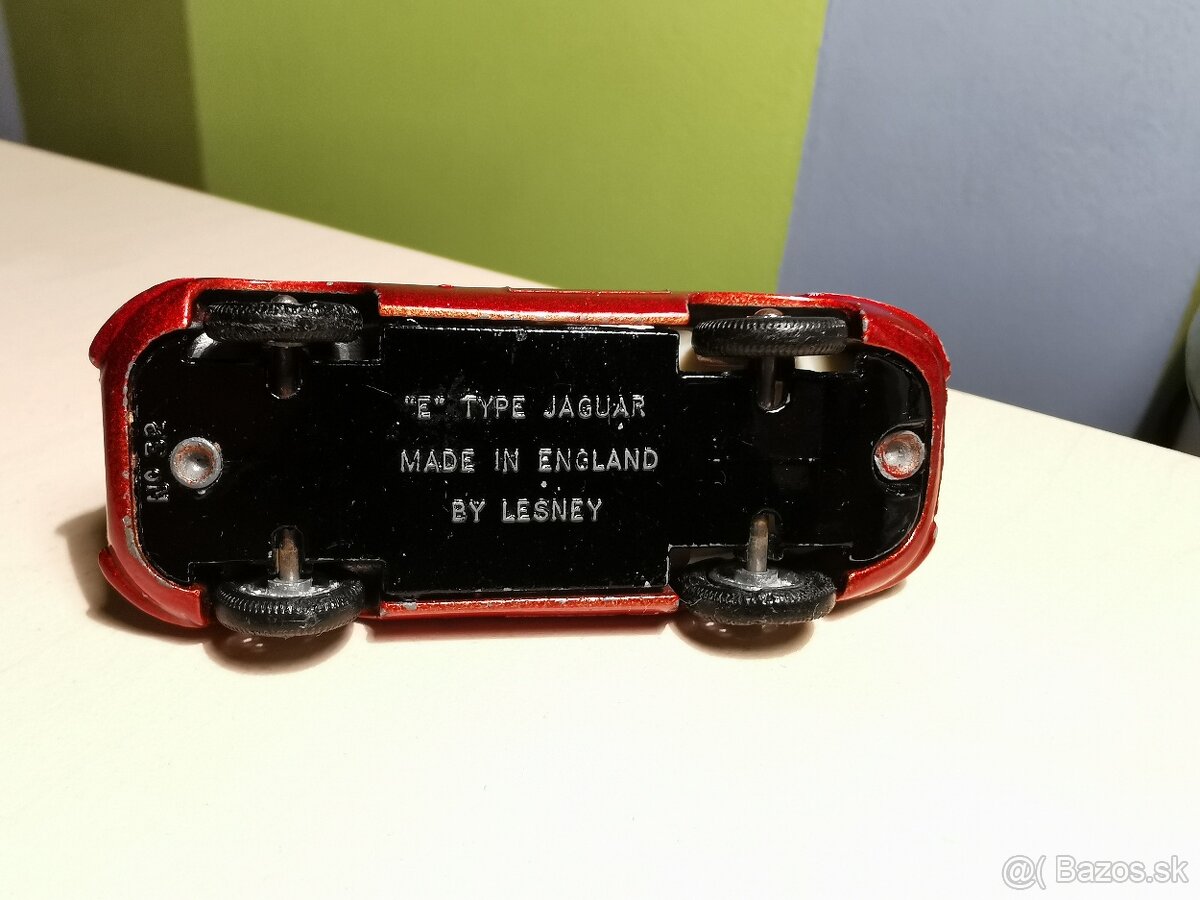 "E" TYPE JAGUAR
MADE IN ENGLAND
BY LESNEY
NO 32
@( Bazos.sk